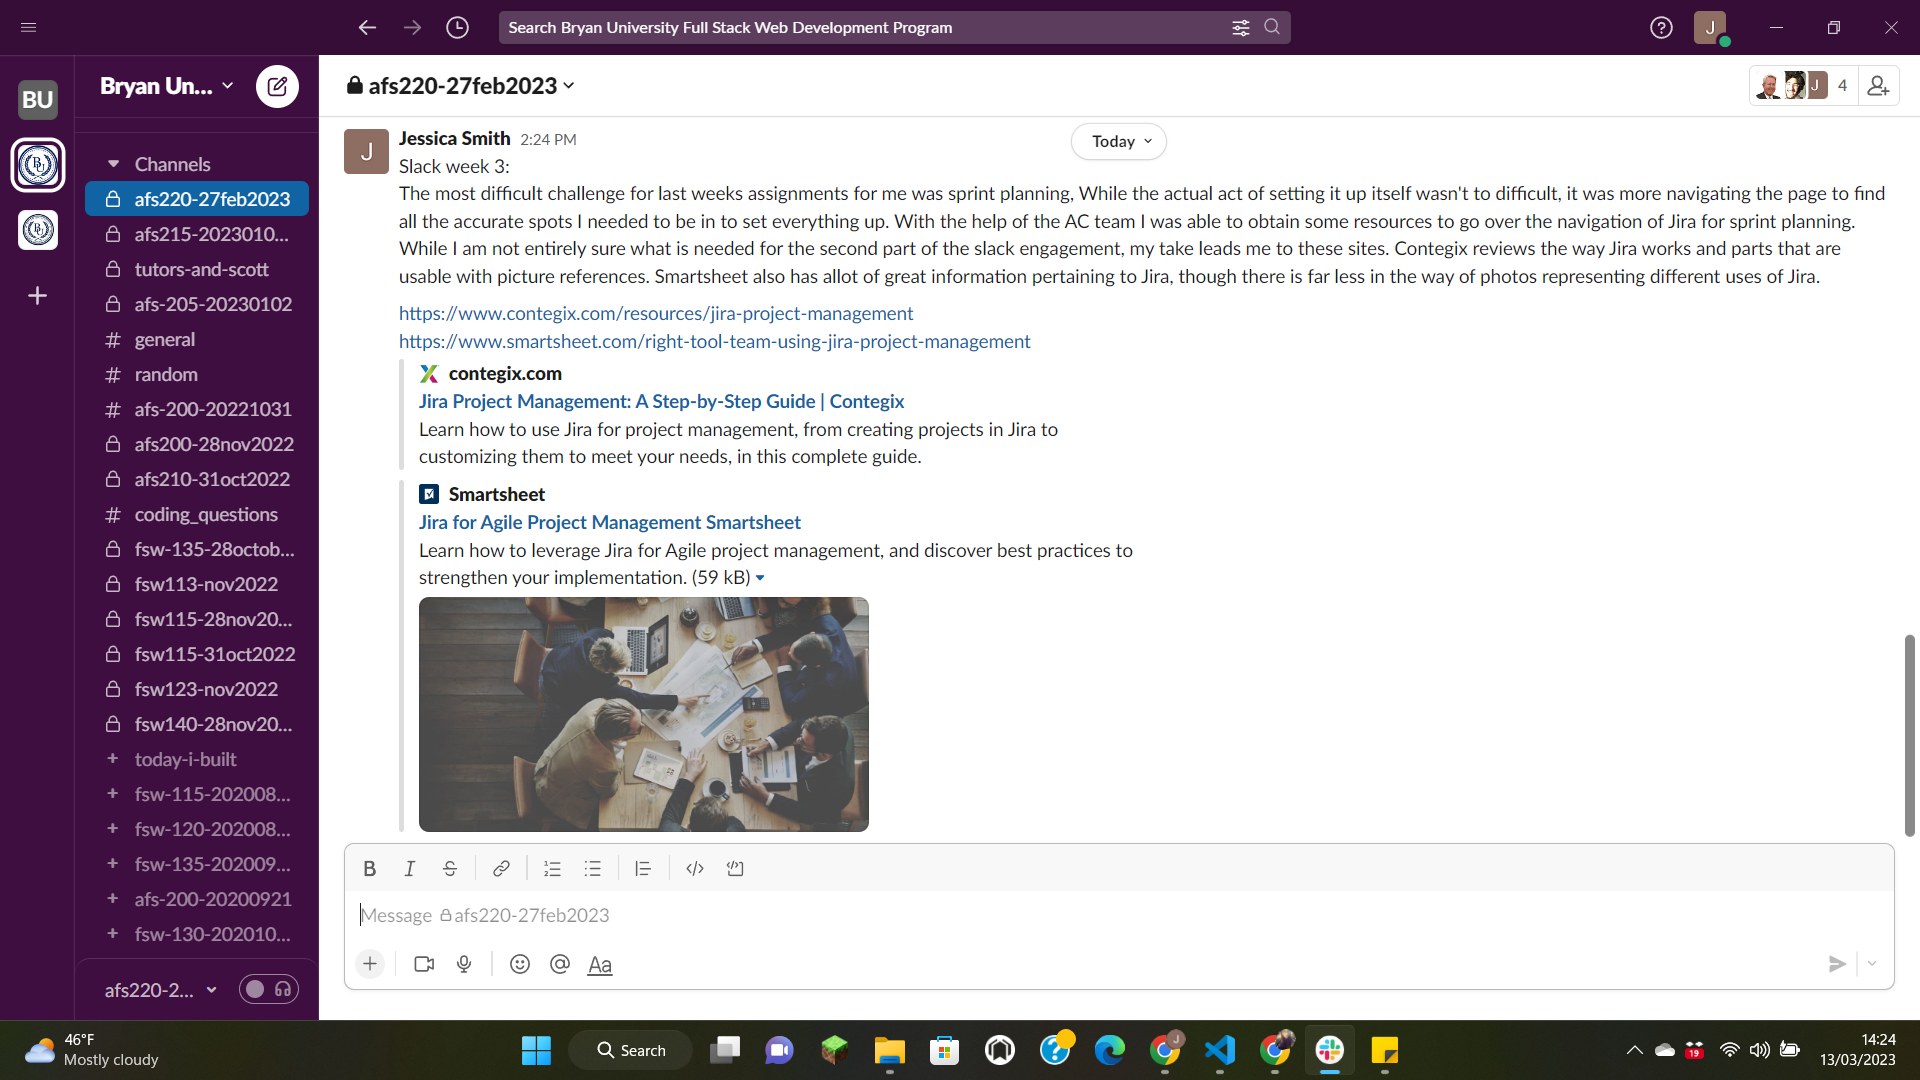 Search Bryan University Full Stack Web Development Program
J
BU
Bryan Un...
afs220-27feb2023
J
4
Channels
afs220-27feb2023
afs215-2023010...
tutors-and-scott
afs-205-20230102
general
random
afs-200-20221031
afs200-28nov2022
afs210-31oct2022
coding_questions
fsw-135-28octob...
fsw113-nov2022
fsw115-28nov20...
fsw115-31oct2022
fsw123-nov2022
fsw140-28nov20...
today-i-built
fsw-115-202008...
fsw-120-202008...
fsw-135-202009...
afs-200-20200921
fsw-130-202010...
afs220-2...
Today
J
Jessica Smith 2:24 PM
Slack week 3:
The most difficult challenge for last weeks assignments for me was sprint planning, While the actual act of setting it up itself wasn't to difficult, it was more navigating the page to find
all the accurate spots I needed to be in to set everything up. With the help of the AC team I was able to obtain some resources to go over the navigation of Jira for sprint planning.
While I am not entirely sure what is needed for the second part of the slack engagement, my take leads me to these sites. Contegix reviews the way Jira works and parts that are
usable with picture references. Smartsheet also has allot of great information pertaining to Jira, though there is far less in the way of photos representing different uses of Jira.
https://www.contegix.com/resources/jira-project-management
https://www.smartsheet.com/right-tool-team-using-jira-project-management
contegix.com
Jira Project Management: A Step-by-Step Guide | Contegix
Learn how to use Jira for project management, from creating projects in Jira to
customizing them to meet your needs, in this complete guide.
Smartsheet
Jira for Agile Project Management Smartsheet
Learn how to leverage Jira for Agile project management, and discover best practices to
strengthen your implementation. (59 kB)
B I S
Message afs220-27feb2023
Aa
46°F
Mostly cloudy
Search
J
19
14:24
13/03/2023